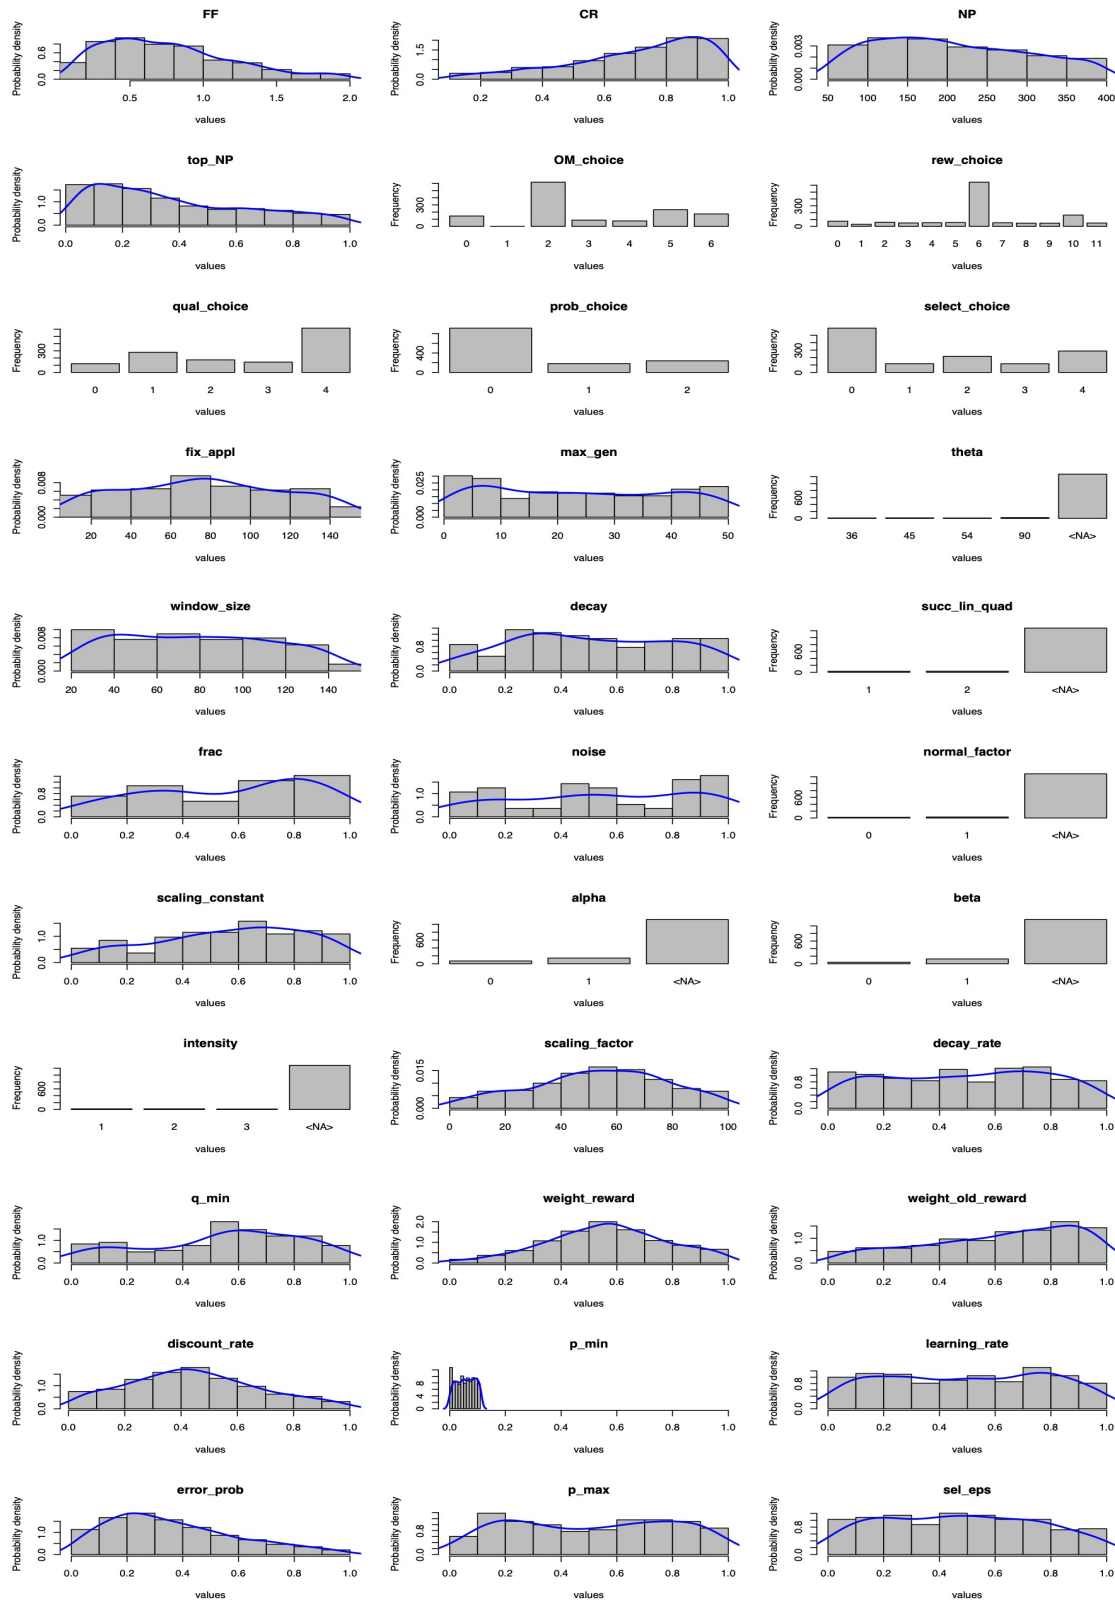 FF
Probability density
0.0 0.6
0.5 1.0 1.5 2.0
values
CR
Probability density
0.0 1.5
0.2 0.4 0.6 0.8 1.0
values
NP
Probability density
0.000 0.003
50 100 150 200 250 300 350 400
values
top_NP
Probability density
0.0 1.0
0.0 0.2 0.4 0.6 0.8 1.0
values
OM_choice
Frequency
0 300
0 1 2 3 4 5 6
values
rew_choice
Frequency
0 300
0 1 2 3 4 5 6 7 8 9 10 11
values
qual_choice
Frequency
0 300
0 1 2 3 4
values
prob_choice
Frequency
0 400
0 1 2
values
select_choice
Frequency
0 300
0 1 2 3 4
values
fix_appl
Probability density
0.000 0.008
20 40 60 80 100 120 140
values
max_gen
Probability density
0.000 0.025
0 10 20 30 40 50
values
theta
Frequency
0 600
36 45 54 90 <NA>
values
window_size
Probability density
0.000 0.008
20 40 60 80 100 120 140
values
decay
Probability density
0.0 0.8
0.0 0.2 0.4 0.6 0.8 1.0
values
succ_lin_quad
Frequency
0 600
1 2 <NA>
values
frac
Probability density
0.0 0.8
0.0 0.2 0.4 0.6 0.8 1.0
values
noise
Probability density
0.0 1.0
0.0 0.2 0.4 0.6 0.8 1.0
values
normal_factor
Frequency
0 600
0 1 <NA>
values
scaling_constant
Probability density
0.0 1.0
0.0 0.2 0.4 0.6 0.8 1.0
values
alpha
Frequency
0 600
0 1 <NA>
values
beta
Frequency
0 600
0 1 <NA>
values
intensity
Frequency
0 600
1 2 3 <NA>
values
scaling_factor
Probability density
0.000 0.015
0 20 40 60 80 100
values
decay_rate
Probability density
0.0 0.8
0.0 0.2 0.4 0.6 0.8 1.0
values
q_min
Probability density
0.0 1.0
0.0 0.2 0.4 0.6 0.8 1.0
values
weight_reward
Probability density
0.0 1.0 2.0
0.0 0.2 0.4 0.6 0.8 1.0
values
weight_old_reward
Probability density
0.0 1.0
0.0 0.2 0.4 0.6 0.8 1.0
values
discount_rate
Probability density
0.0 1.0
0.0 0.2 0.4 0.6 0.8 1.0
values
p_min
Probability density
0 4 8
0.0 0.2 0.4 0.6 0.8 1.0
values
learning_rate
Probability density
0.0 0.8
0.0 0.2 0.4 0.6 0.8 1.0
values
error_prob
Probability density
0.0 1.0
0.0 0.2 0.4 0.6 0.8 1.0
values
p_max
Probability density
0.0 0.8
0.0 0.2 0.4 0.6 0.8 1.0
values
sel_eps
Probability density
0.0 0.8
0.0 0.2 0.4 0.6 0.8 1.0
values